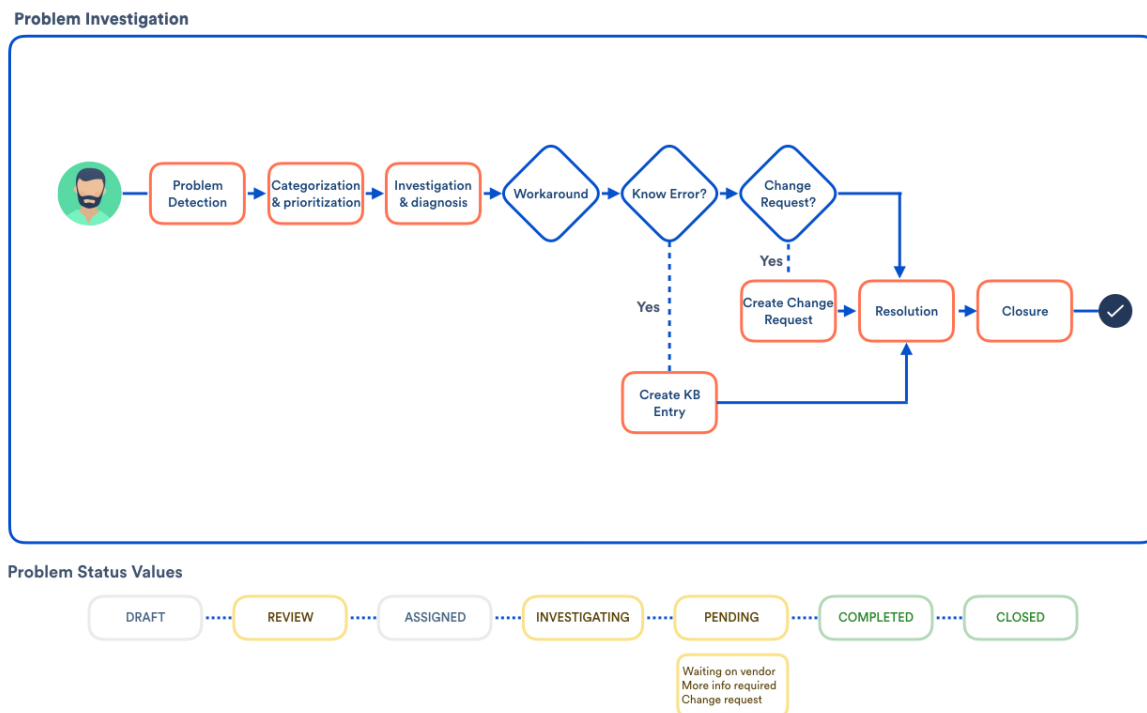 Problem Investigation
Problem
Detection
Categorization
& prioritization
Investigation
& diagnosis
Workaround
Know Error?
Change
Request?
Yes
Yes
Create Change
Request
Resolution
Closure
Create KB
Entry
Problem Status Values
DRAFT
REVIEW
ASSIGNED
INVESTIGATING
PENDING
COMPLETED
CLOSED
Waiting on vendor
More info required
Change request